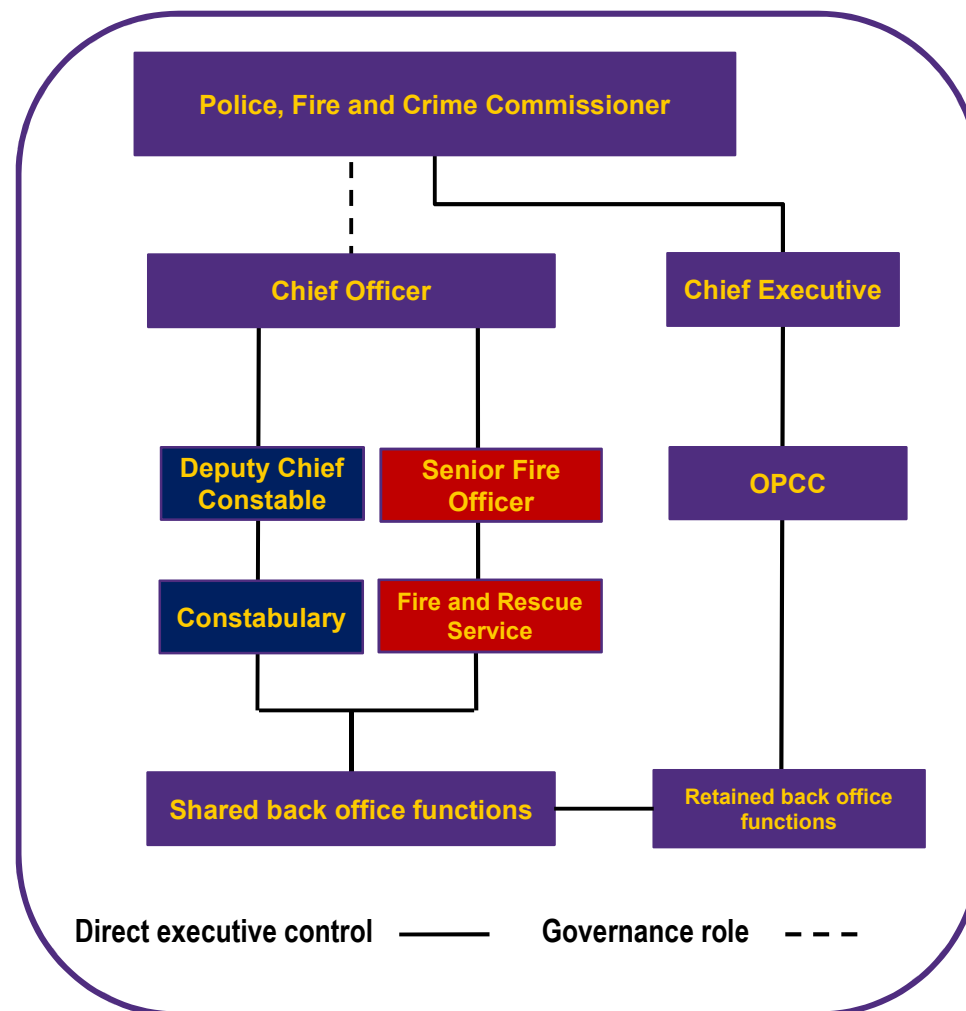 Police, Fire and Crime Commissioner
Chief Officer
Chief Executive
Deputy Chief
Constable
Senior Fire
Officer
OPCC
Constabulary
Fire and Rescue
Service
Shared back office functions
Retained back office
functions
Direct executive control
Governance role